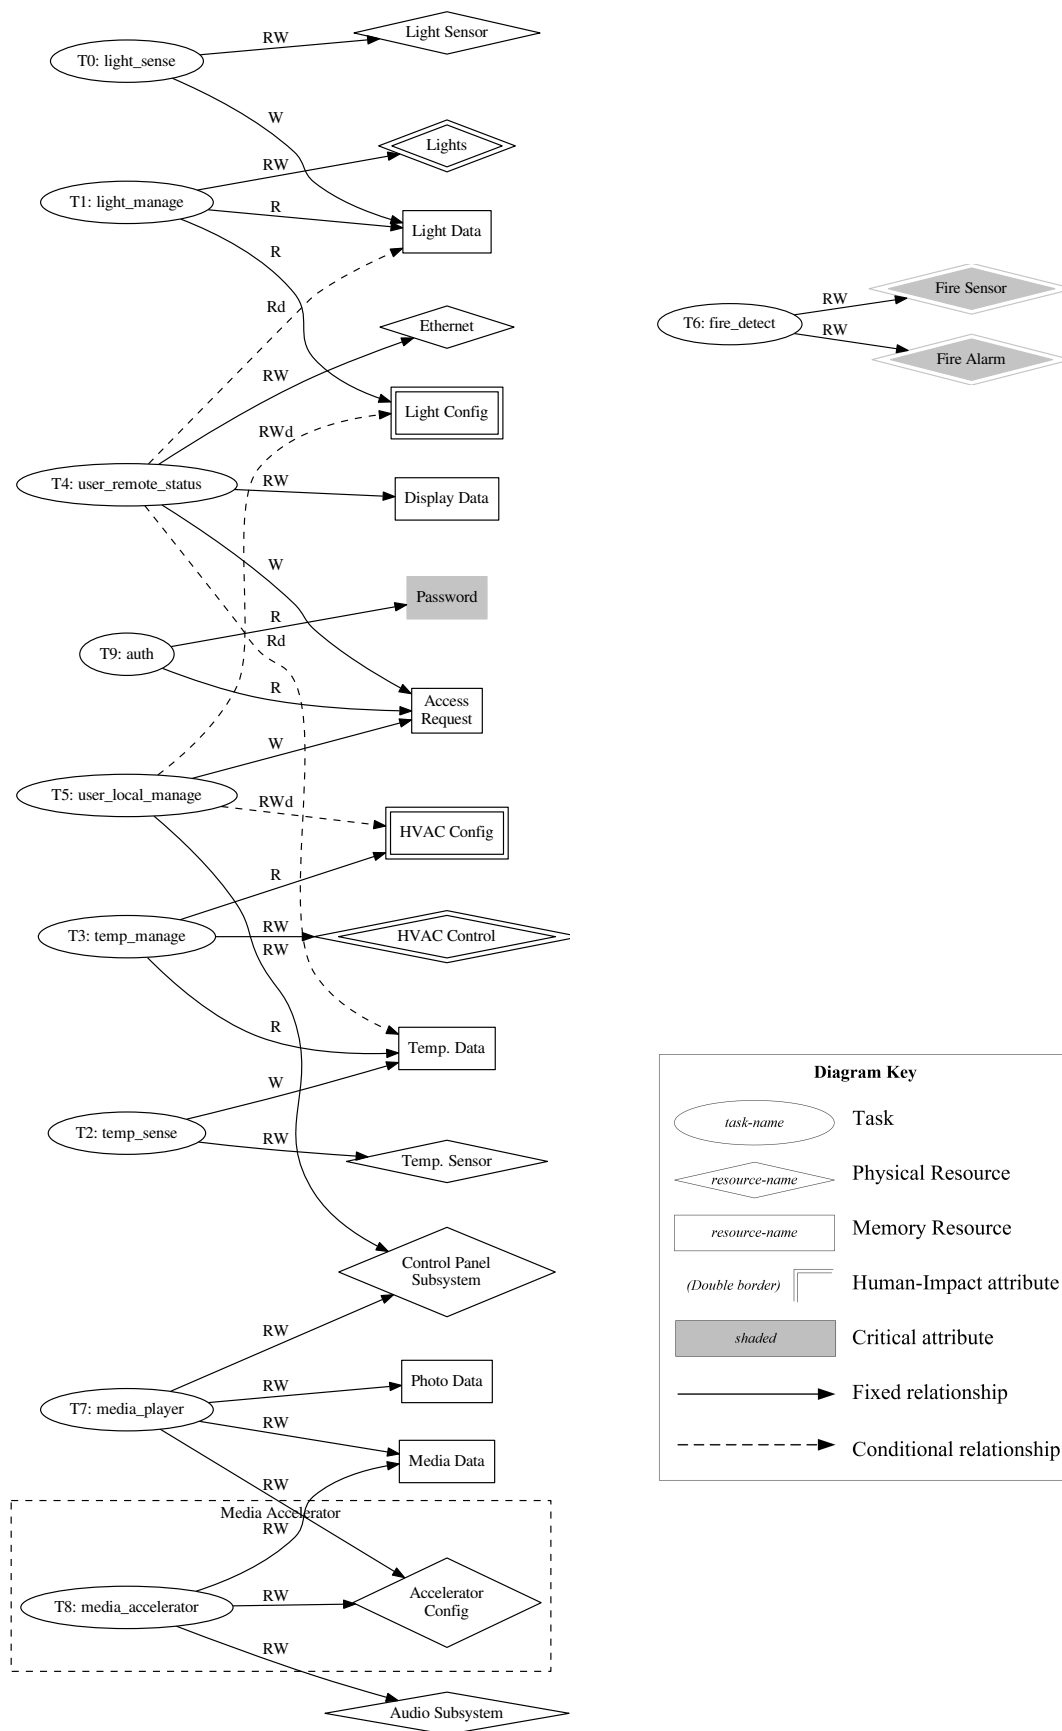 RW
Light Sensor
T0: light_sense
W
Lights
RW
T1: light_manage
R
Light Data
R
Fire Sensor
RW
Rd
T6: fire_detect
Ethernet
RW
Fire Alarm
RW
Light Config
RWd
T4: user_remote_status
RW
Display Data
W
Password
R
Rd
T9: auth
R
Access
Request
W
T5: user_local_manage
RWd
HVAC Config
R
T3: temp_manage
RW
HVAC Control
RW
R
Temp. Data
Diagram Key
W
task-name
Task
T2: temp_sense
RW
Temp. Sensor
resource-name
Physical Resource
resource-name
Memory Resource
Control Panel
Subsystem
(Double border)
Human-Impact attribute
RW
shaded
Critical attribute
RW
Photo Data
Fixed relationship
T7: media_player
RW
Conditional relationship
Media Data
RW
Media Accelerator
RW
RW
Accelerator
Config
T8: media_accelerator
RW
Audio Subsystem